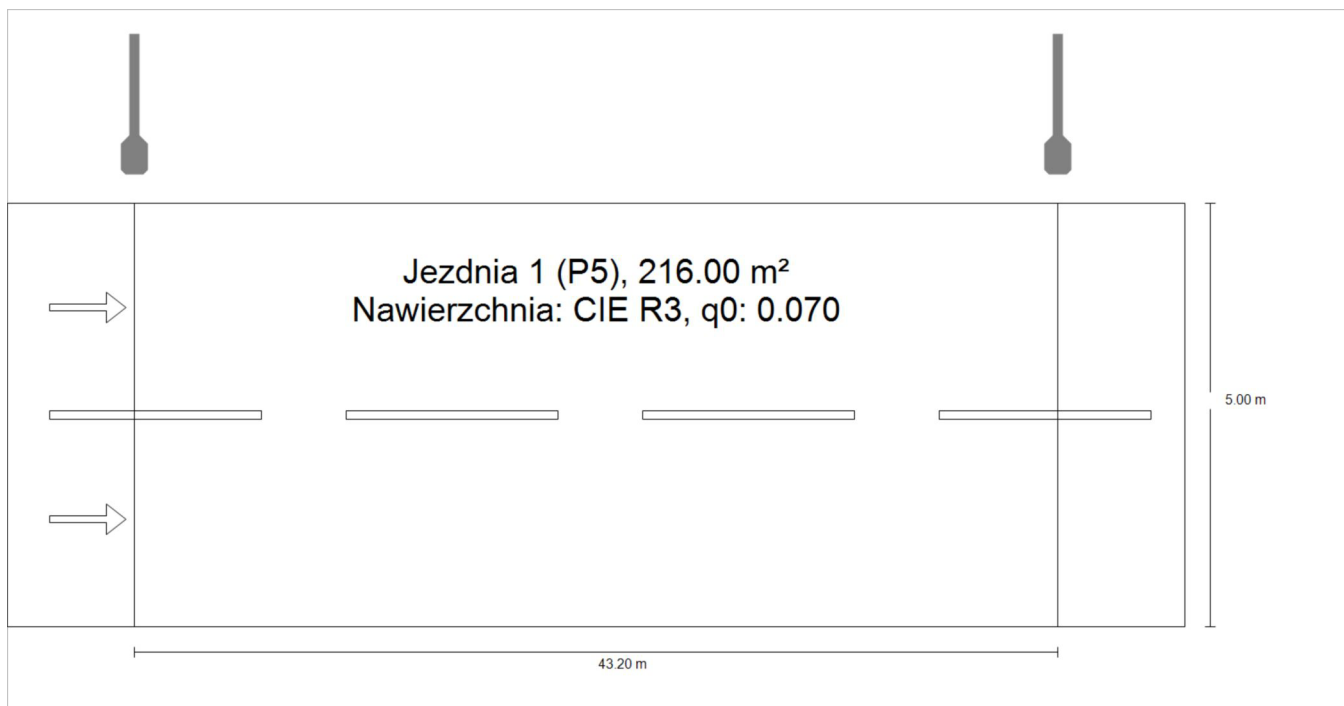 Jezdnia 1 (P5), 216.00 m²
Nawierzchnia: CIE R3, q0: 0.070
5.00 m
43.20 m